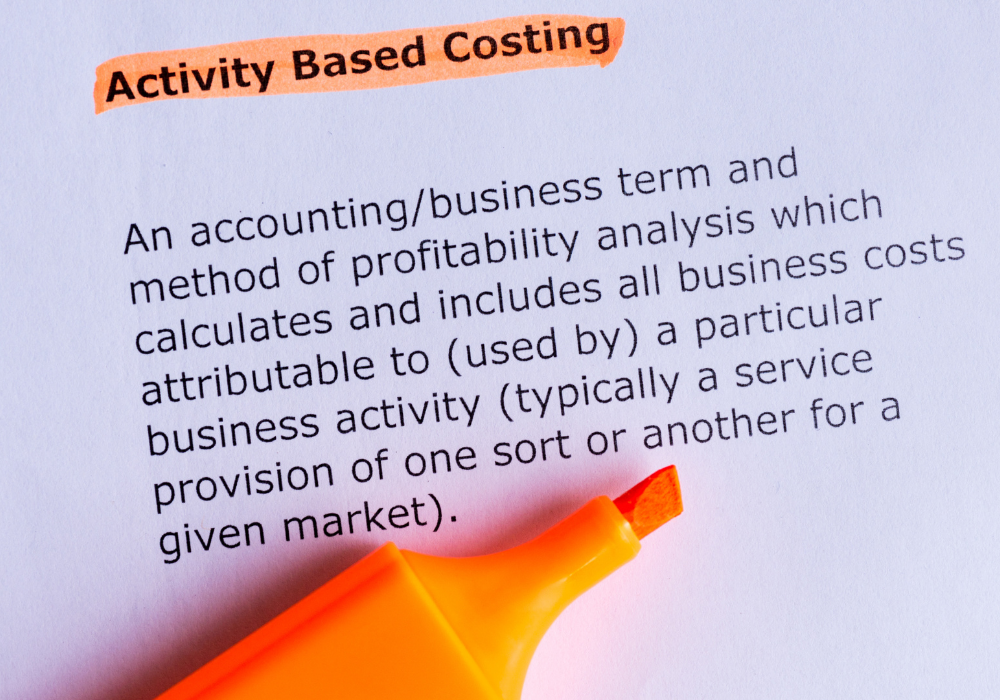 Activity Based Costing
An accounting/business term and
method of profitability analysis which
calculates and includes all business costs
attributable to (used by) a particular
business activity (typically a service
provision of one sort or another for a
given market).